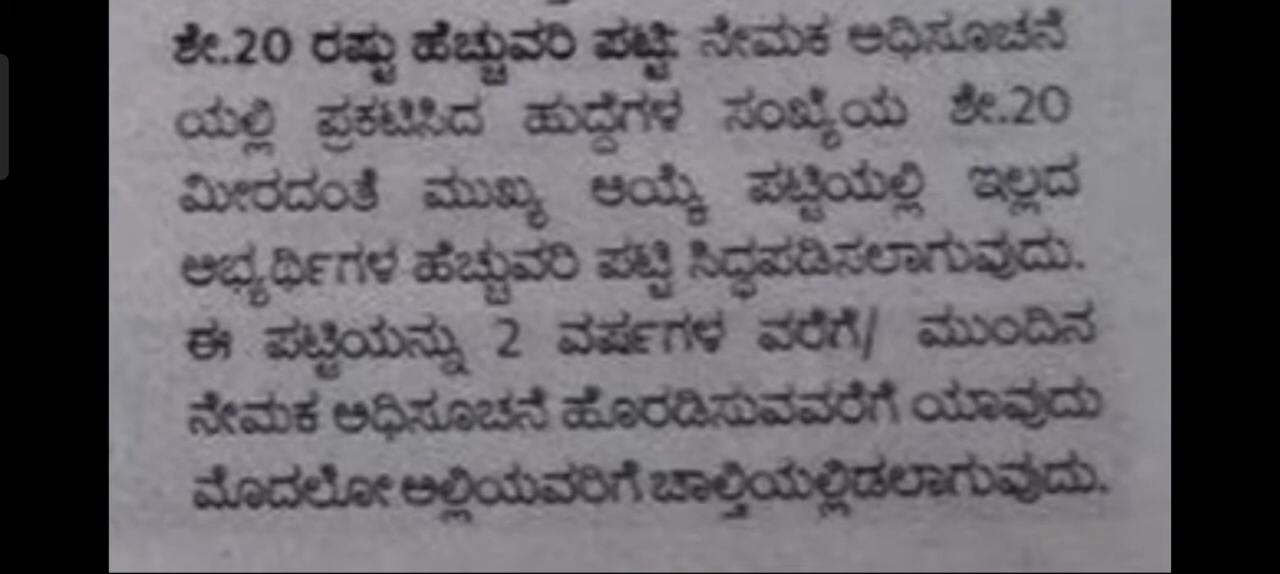 ಶೇ.20 ರಷ್ಟು ಹೆಚ್ಚುವರಿ ಪಟ್ಟಿ: ನೇಮಕ ಅಧಿಸೂಚನೆ
ಯಲ್ಲಿ ಪ್ರಕಟಿಸಿದ ಹುದ್ದೆಗಳ ಸಂಖ್ಯೆಯ ಶೇ.20
ಮೀರದಂತೆ ಮುಖ್ಯ ಆಯ್ಕೆ ಪಟ್ಟಿಯಲ್ಲಿ ಇಲ್ಲದ
ಅಭ್ಯರ್ಥಿಗಳ ಹೆಚ್ಚುವರಿ ಪಟ್ಟಿ ಸಿದ್ಧಪಡಿಸಲಾಗುವುದು.
ಈ ಪಟ್ಟಿಯನ್ನು 2 ವರ್ಷಗಳ ವರೆಗೆ/ ಮುಂದಿನ
ನೇಮಕ ಅಧಿಸೂಚನೆ ಹೊರಡಿಸುವವರೆಗೆ ಯಾವುದು
ಮೊದಲೋ ಅಲ್ಲಿಯವರಿಗೆ ಚಾಲ್ತಿಯಲ್ಲಿಡಲಾಗುವುದು.